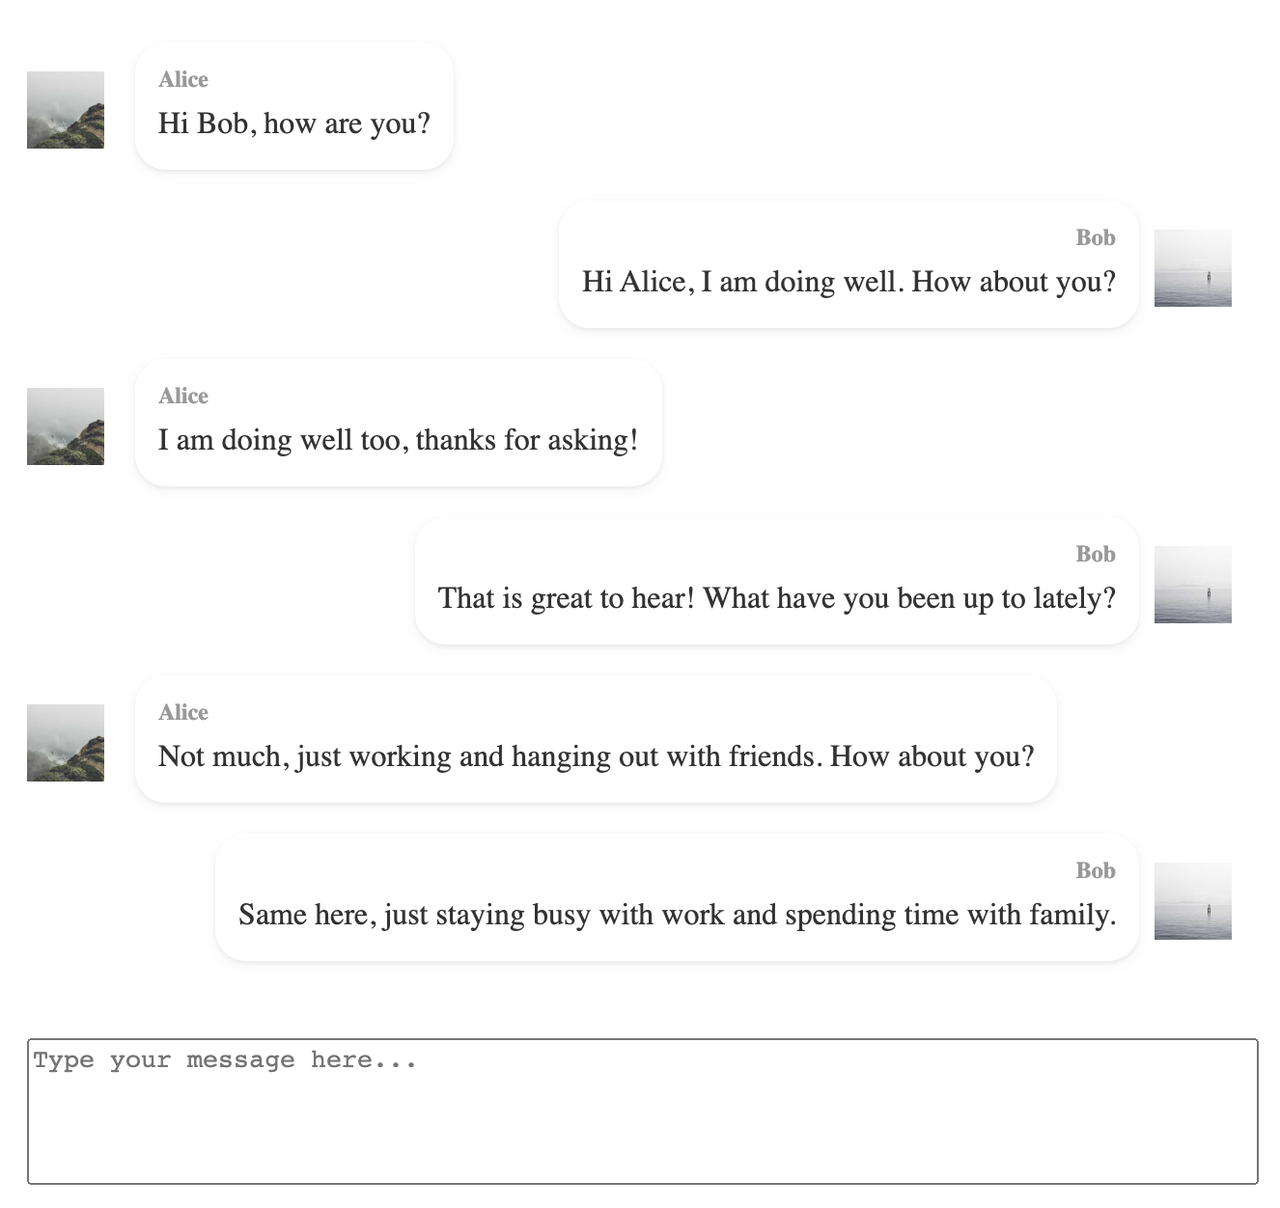 Alice
Hi Bob, how are you?
Bob
Hi Alice, I am doing well. How about you?
Alice
I am doing well too, thanks for asking!
Bob
That is great to hear! What have you been up to lately?
Alice
Not much, just working and hanging out with friends. How about you?
Bob
Same here, just staying busy with work and spending time with family.
Type your message here...